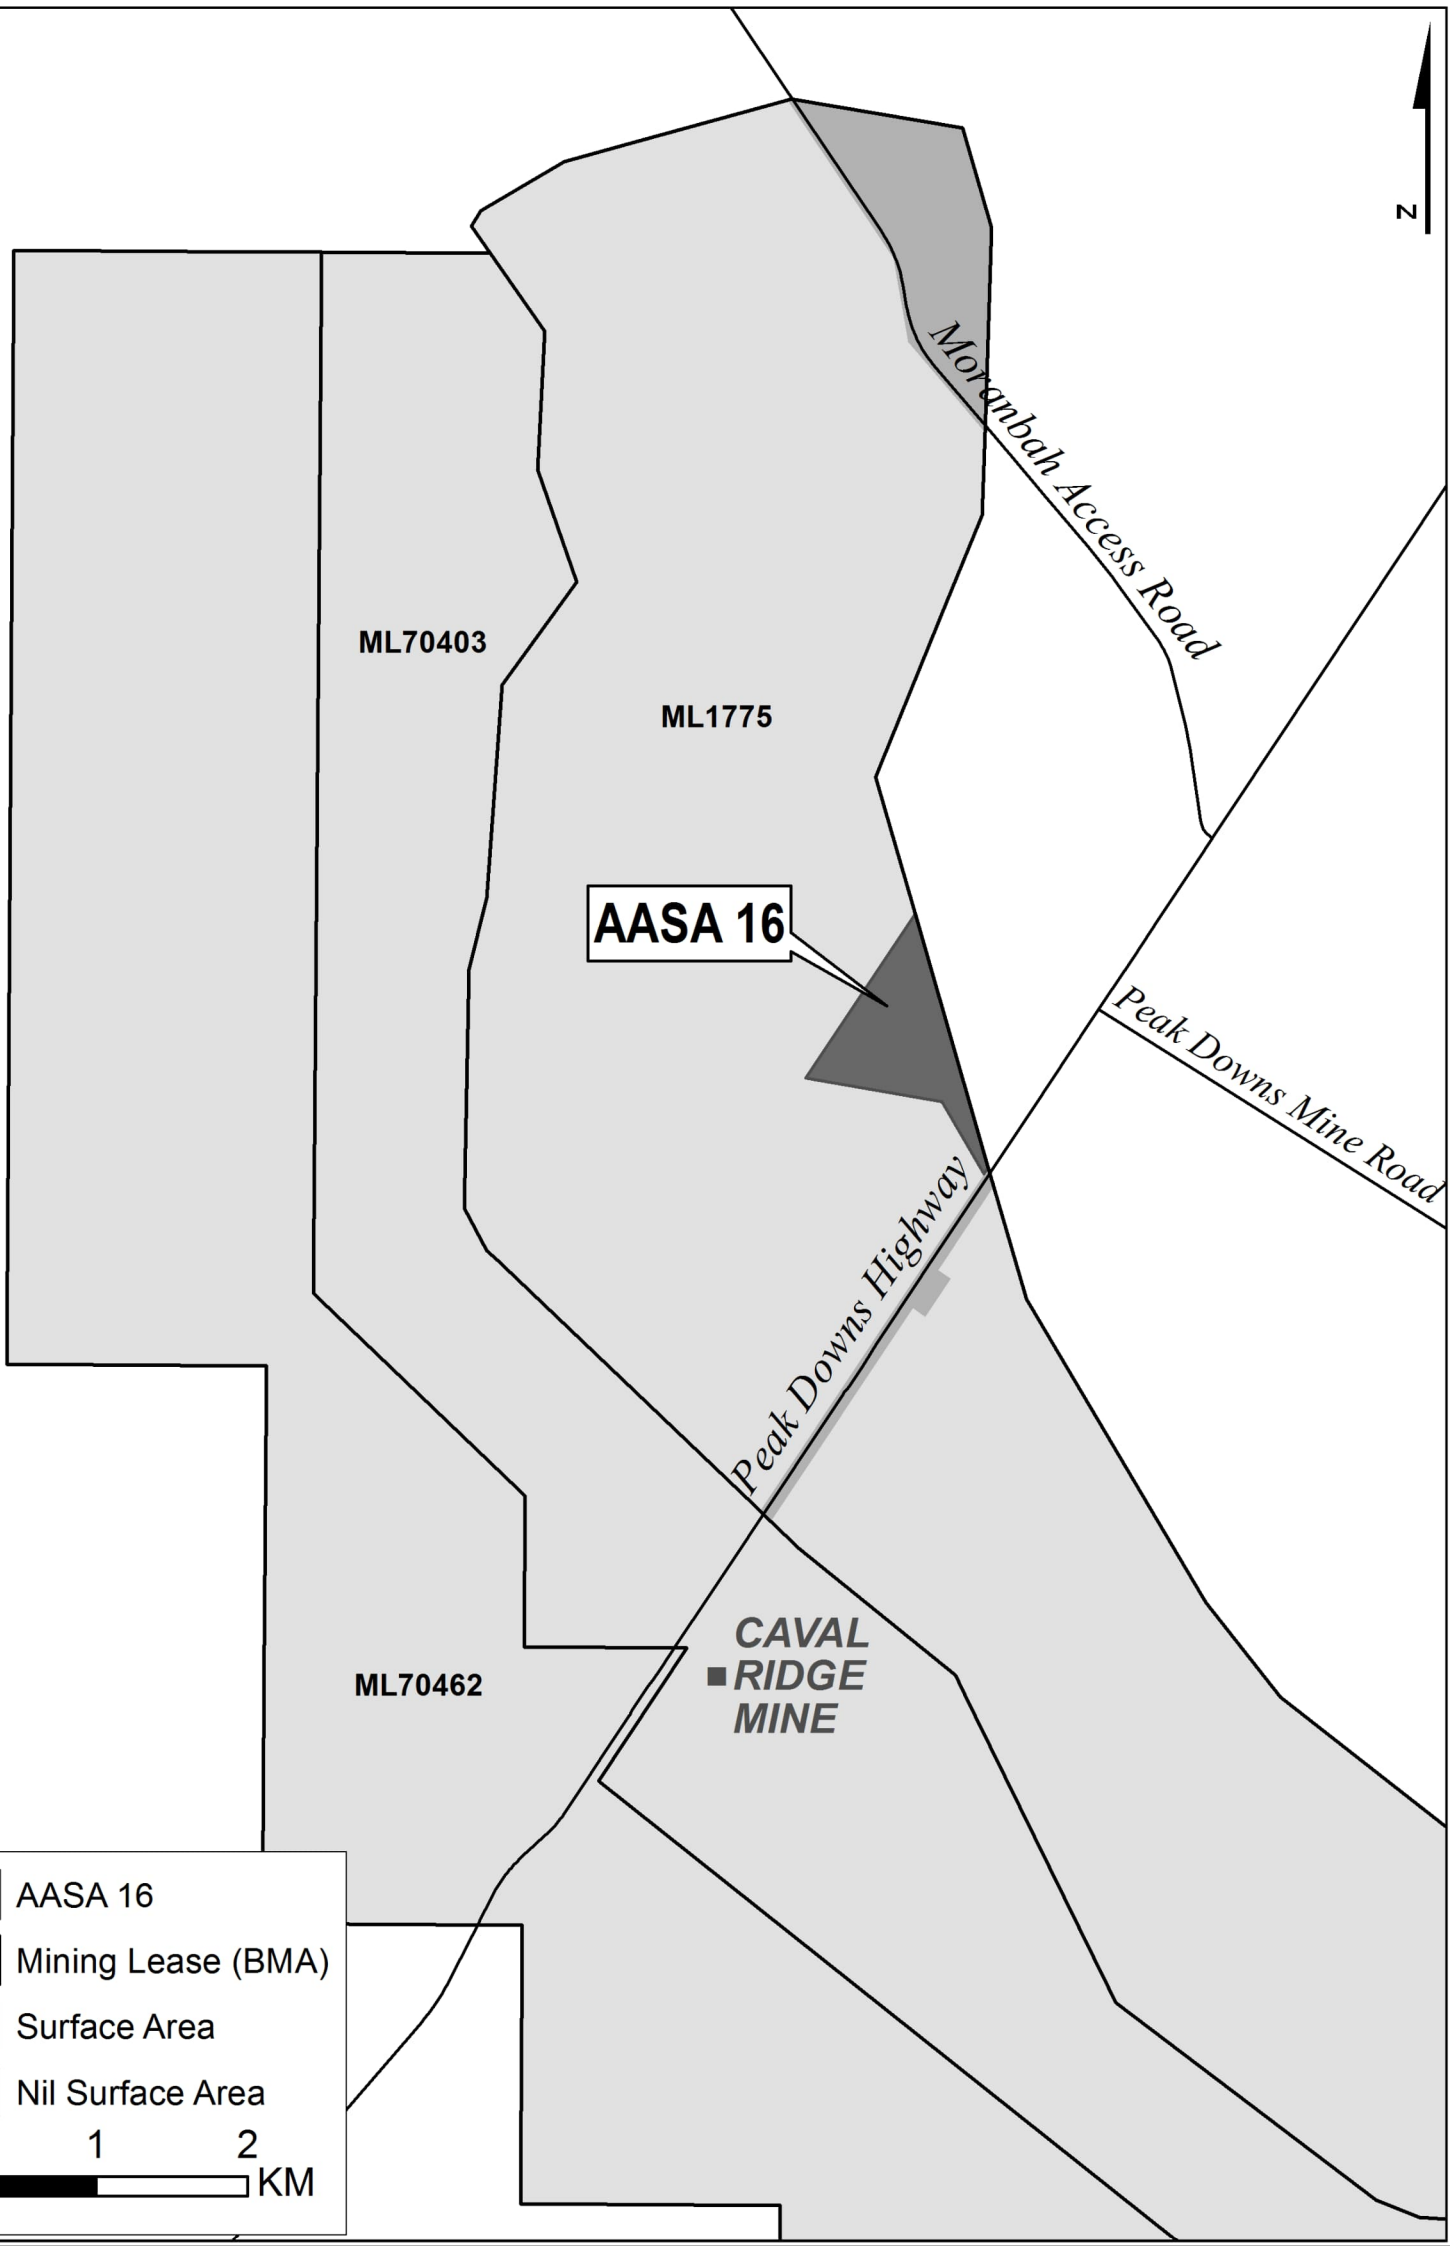 N
Moranbah Access Road
ML70403
ML1775
AASA 16
Peak Downs Mine Road
Peak Downs Highway
CAVAL
RIDGE
MINE
ML70462
AASA 16
Mining Lease (BMA)
Surface Area
Nil Surface Area
1 2
KM